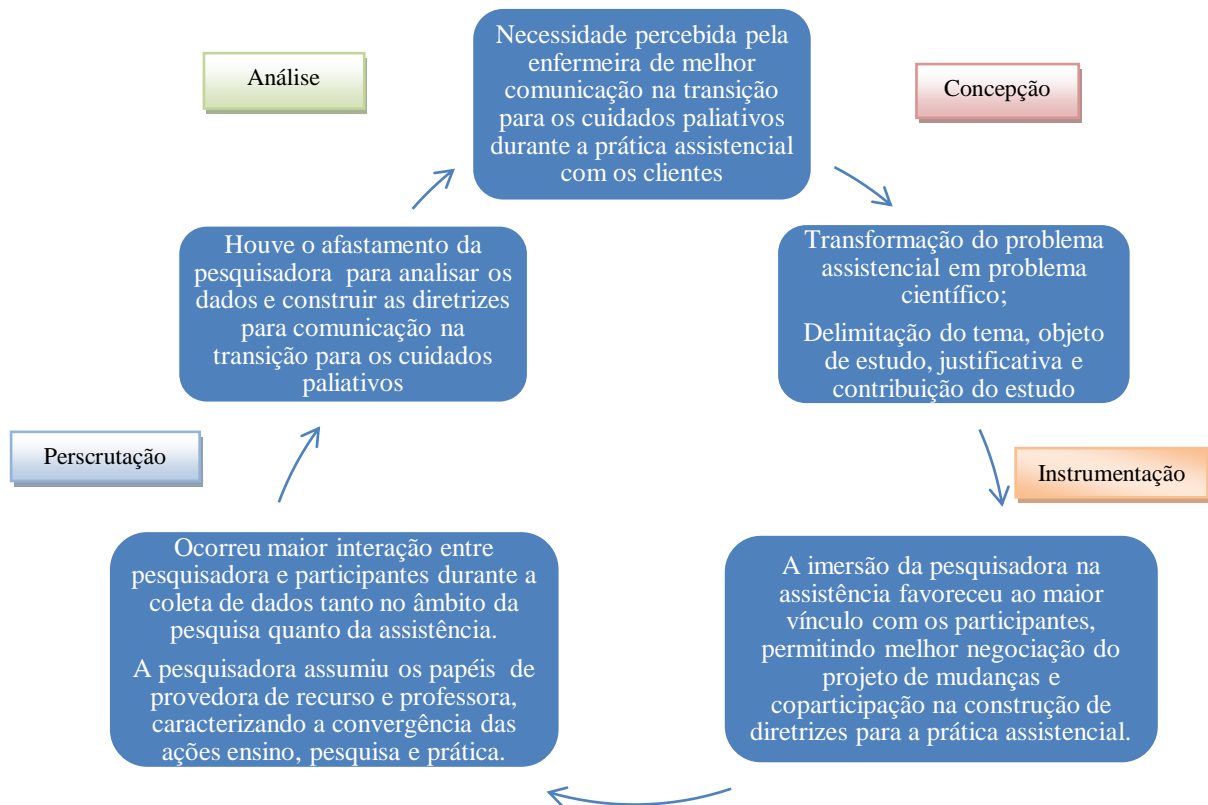 Necessidade percebida pela
enfermeira de melhor
comunicação na transição
para os cuidados paliativos
durante a prática assistencial
com os clientes
Concepção
Transformação do problema
assistencial em problema
científico;
Delimitação do tema, objeto
de estudo, justificativa e
contribuição do estudo
Instrumentação
A imersão da pesquisadora na
assistência favoreceu ao maior
vínculo com os participantes,
permitindo melhor negociação do
projeto de mudanças e
coparticipação na construção de
diretrizes para a prática assistencial.
Ocorreu maior interação entre
pesquisadora e participantes durante a
coleta de dados tanto no âmbito da
pesquisa quanto da assistência.
A pesquisadora assumiu os papéis de
provedora de recurso e professora,
caracterizando a convergência das
ações ensino, pesquisa e prática.
Perscrutação
Houve o afastamento da
pesquisadora para analisar os
dados e construir as diretrizes
para comunicação na
transição para os cuidados
paliativos
Análise